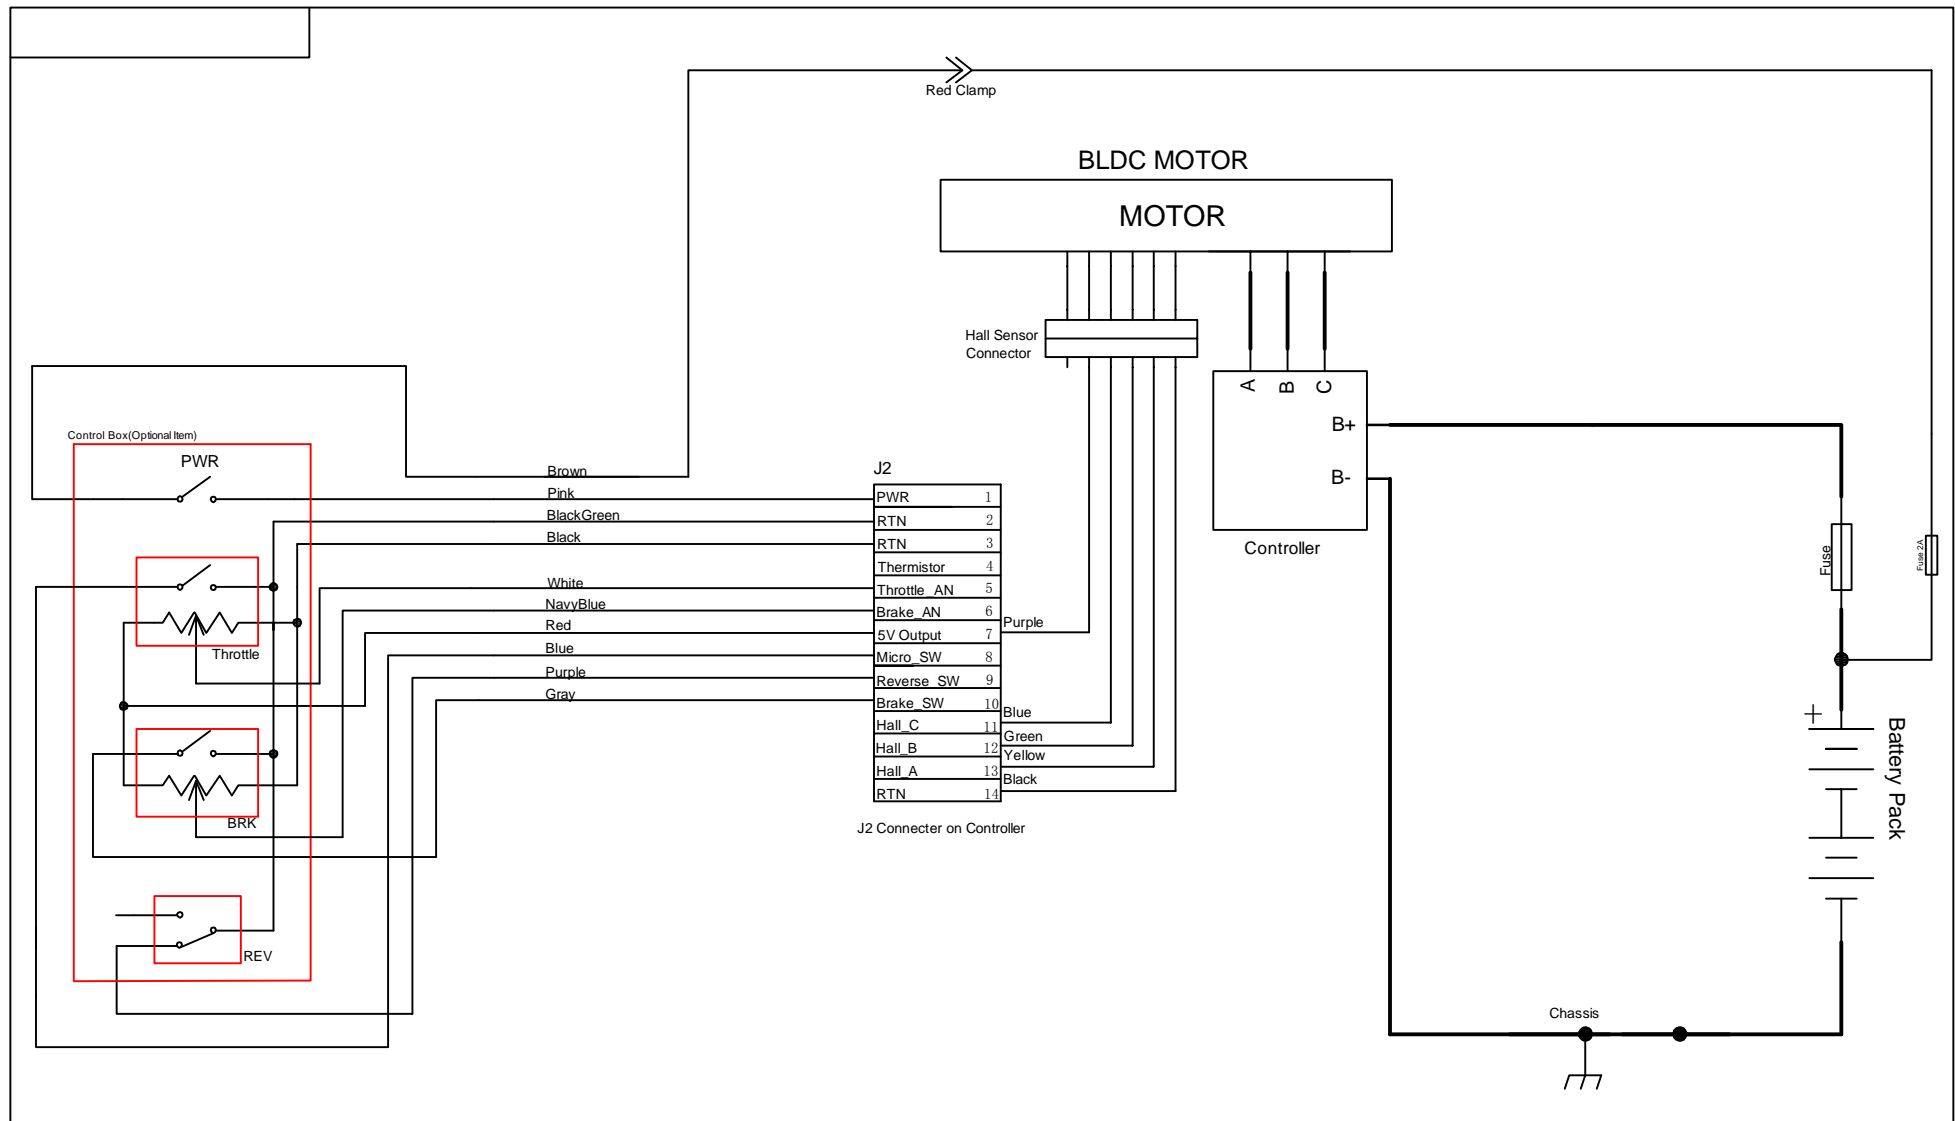 Red Clamp
BLDC MOTOR
MOTOR
Hall Sensor
Connector
A
B
C
B+
B-
Controller
Control Box(Optional Item)
PWR
Throttle
BRK
REV
Brown
Pink
BlackGreen
Black
White
NavyBlue
Red
Blue
Purple
Gray
J2
PWR 1
RTN 2
RTN 3
Thermistor 4
Throttle_AN 5
Brake_AN 6
5V Output 7
Micro_SW 8
Reverse_SW 9
Brake_SW 10
Hall_C 11
Hall_B 12
Hall_A 13
RTN 14
J2 Connecter on Controller
Purple
Blue
Green
Yellow
Black
Fuse
Fuse 2A
+
Battery Pack
Chassis